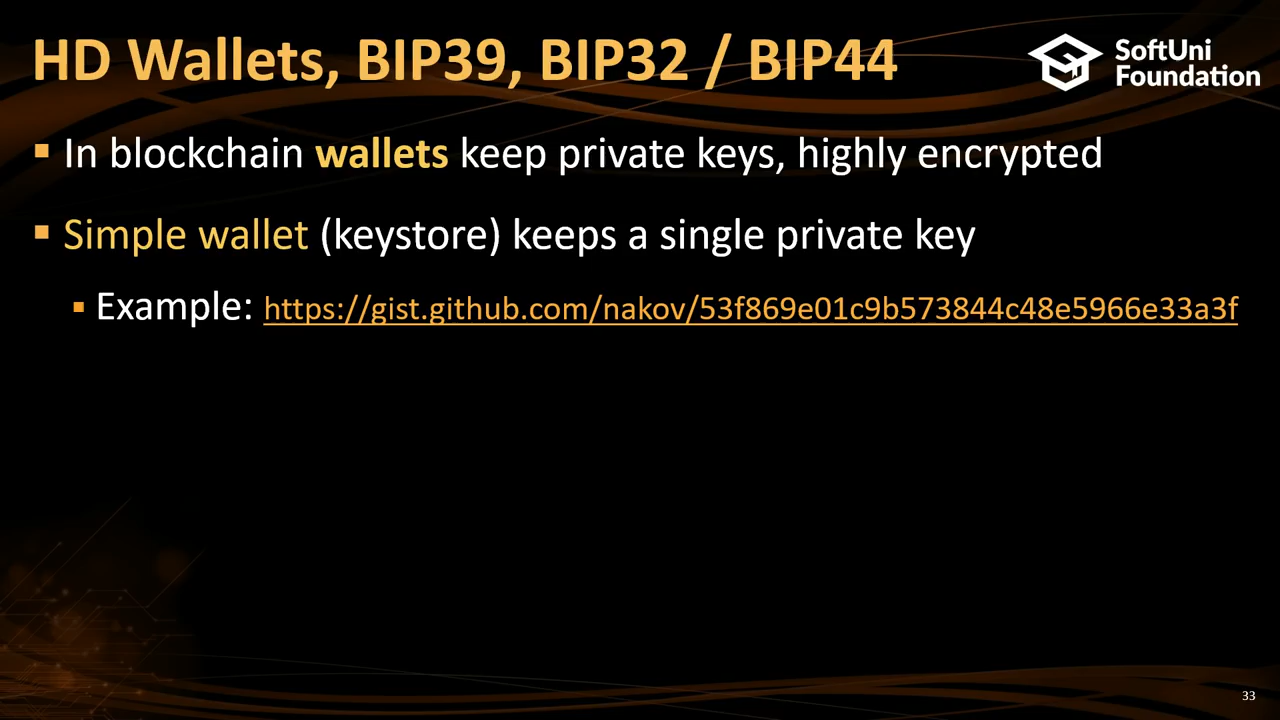 HD Wallets, BIP39, BIP32 / BIP44
SoftUni
Foundation
▪ In blockchain wallets keep private keys, highly encrypted
▪ Simple wallet (keystore) keeps a single private key
▪ Example: https://gist.github.com/nakov/53f869e01c9b573844c48e5966e33a3f
33